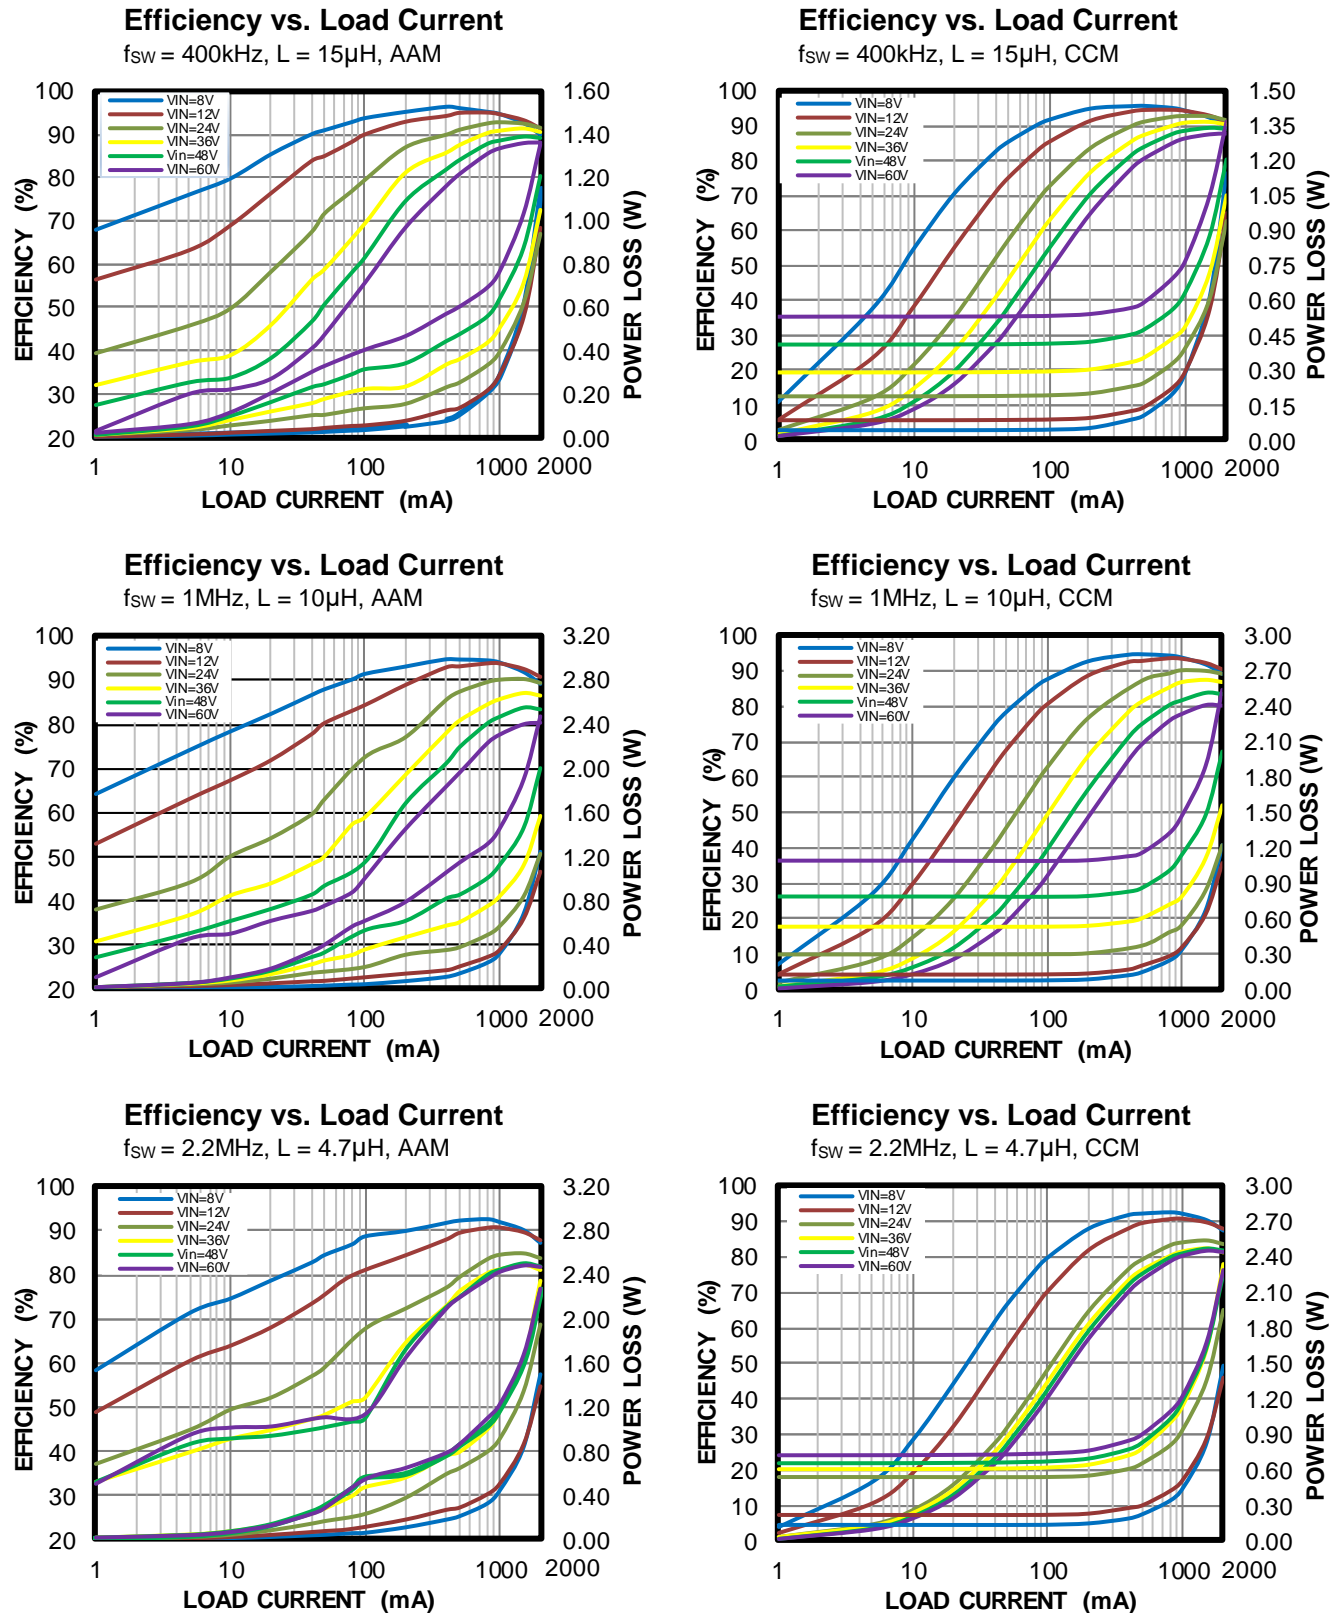 Efficiency vs. Load Current
fSW = 400kHz, L = 15µH, AAM
100
90
80
70
60
50
40
30
20
EFFICIENCY (%)
VIN=8V
VIN=12V
VIN=24V
VIN=36V
Vin=48V
VIN=60V
1.60
1.40
1.20
1.00
0.80
0.60
0.40
0.20
0.00
POWER LOSS (W)
1 10 100 1000 2000
LOAD CURRENT (mA)
Efficiency vs. Load Current
fSW = 400kHz, L = 15µH, CCM
100
90
80
70
60
50
40
30
20
10
0
EFFICIENCY (%)
VIN=8V
VIN=12V
VIN=24V
VIN=36V
Vin=48V
VIN=60V
1.50
1.35
1.20
1.05
0.90
0.75
0.60
0.45
0.30
0.15
0.00
POWER LOSS (W)
1 10 100 1000 2000
LOAD CURRENT (mA)
Efficiency vs. Load Current
fSW = 1MHz, L = 10µH, AAM
100
90
80
70
60
50
40
30
20
EFFICIENCY (%)
VIN=8V
VIN=12V
VIN=24V
VIN=36V
Vin=48V
VIN=60V
3.20
2.80
2.40
2.00
1.60
1.20
0.80
0.40
0.00
POWER LOSS (W)
1 10 100 1000 2000
LOAD CURRENT (mA)
Efficiency vs. Load Current
fSW = 1MHz, L = 10µH, CCM
100
90
80
70
60
50
40
30
20
10
0
EFFICIENCY (%)
VIN=8V
VIN=12V
VIN=24V
VIN=36V
Vin=48V
VIN=60V
3.00
2.70
2.40
2.10
1.80
1.50
1.20
0.90
0.60
0.30
0.00
POWER LOSS (W)
1 10 100 1000 2000
LOAD CURRENT (mA)
Efficiency vs. Load Current
fSW = 2.2MHz, L = 4.7µH, AAM
100
90
80
70
60
50
40
30
20
EFFICIENCY (%)
VIN=8V
VIN=12V
VIN=24V
VIN=36V
Vin=48V
VIN=60V
3.20
2.80
2.40
2.00
1.60
1.20
0.80
0.40
0.00
POWER LOSS (W)
1 10 100 1000 2000
LOAD CURRENT (mA)
Efficiency vs. Load Current
fSW = 2.2MHz, L = 4.7µH, CCM
100
90
80
70
60
50
40
30
20
10
0
EFFICIENCY (%)
VIN=8V
VIN=12V
VIN=24V
VIN=36V
Vin=48V
VIN=60V
3.00
2.70
2.40
2.10
1.80
1.50
1.20
0.90
0.60
0.30
0.00
POWER LOSS (W)
1 10 100 1000 2000
LOAD CURRENT (mA)